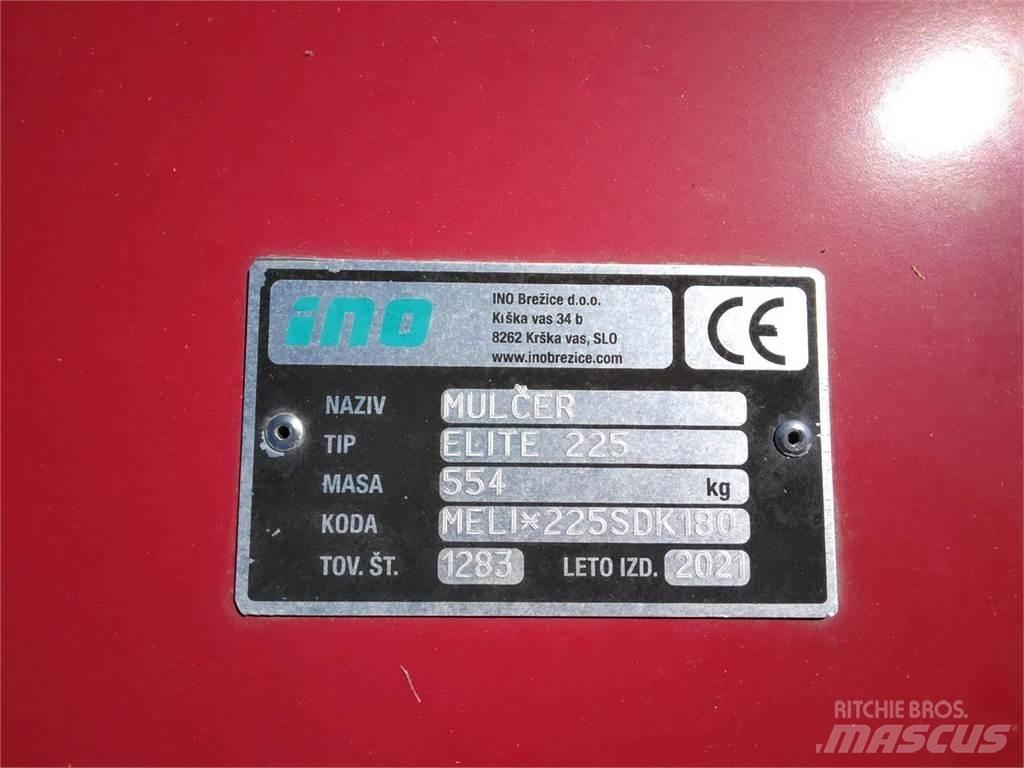 ino
INO Brežice d.o.o.
Krška vas 34 b
8262 Krška vas, SLO
www.inobrezice.com
CE
NAZIV MULČER
TIP ELITE 225
MASA 554 kg
KODA MELI*225SDK180
TOV. ŠT. 1283 LETO IZD. 2021
RITCHIE BROS.
MASCUS